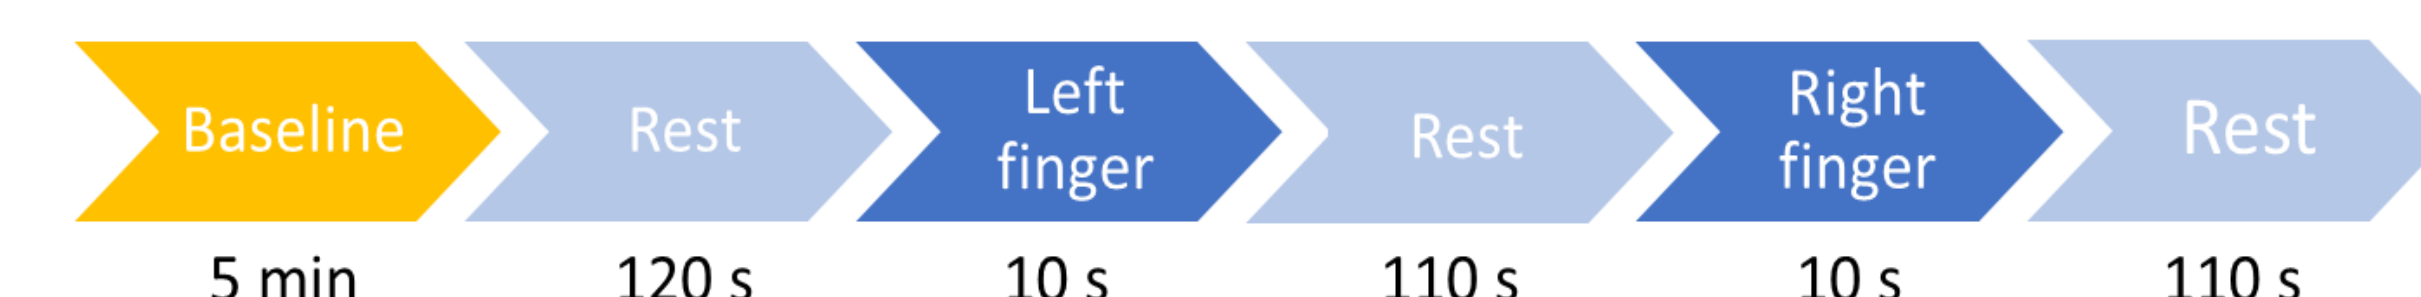 Baseline
Rest
Left
finger
Rest
Right
finger
Rest
5 min
120 s
10 s
110 s
10 s
110 s